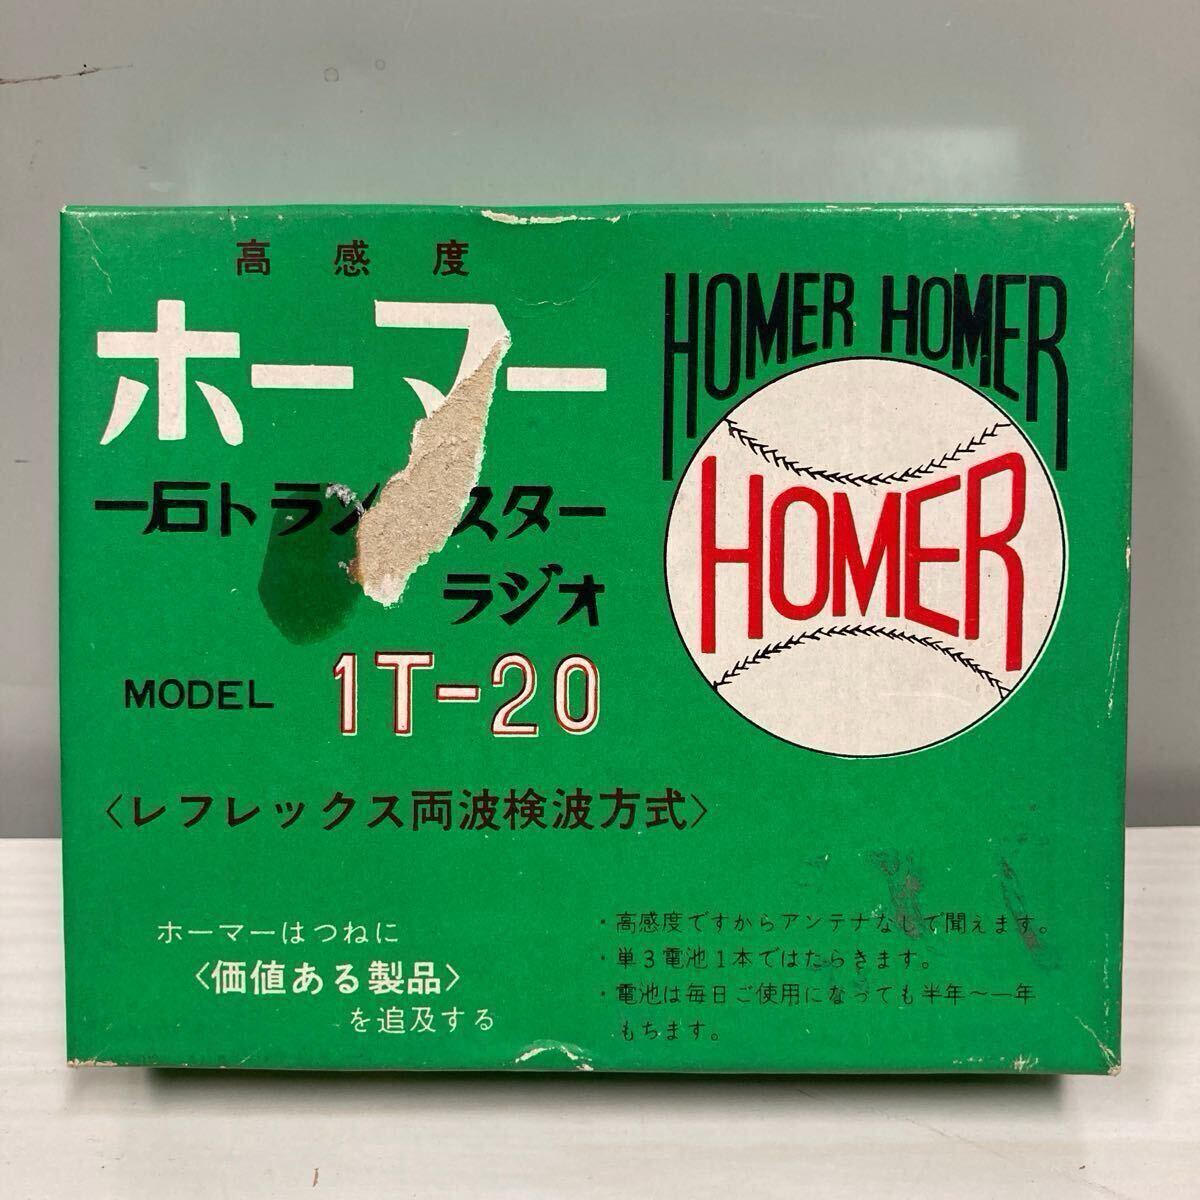 高感度
ホーマー
一石トラン スター
ラジオ
MODEL 1T-20
〈レフレックス両波検波方式〉
ホーマーはつねに
〈価値ある製品〉
を追及する
HOMER HOMER
HOMER
・高感度ですからアンテナなしで聞えます。
・単3電池1本ではたらきます。
・電池は毎日ご使用になっても半年〜一年
もちます。